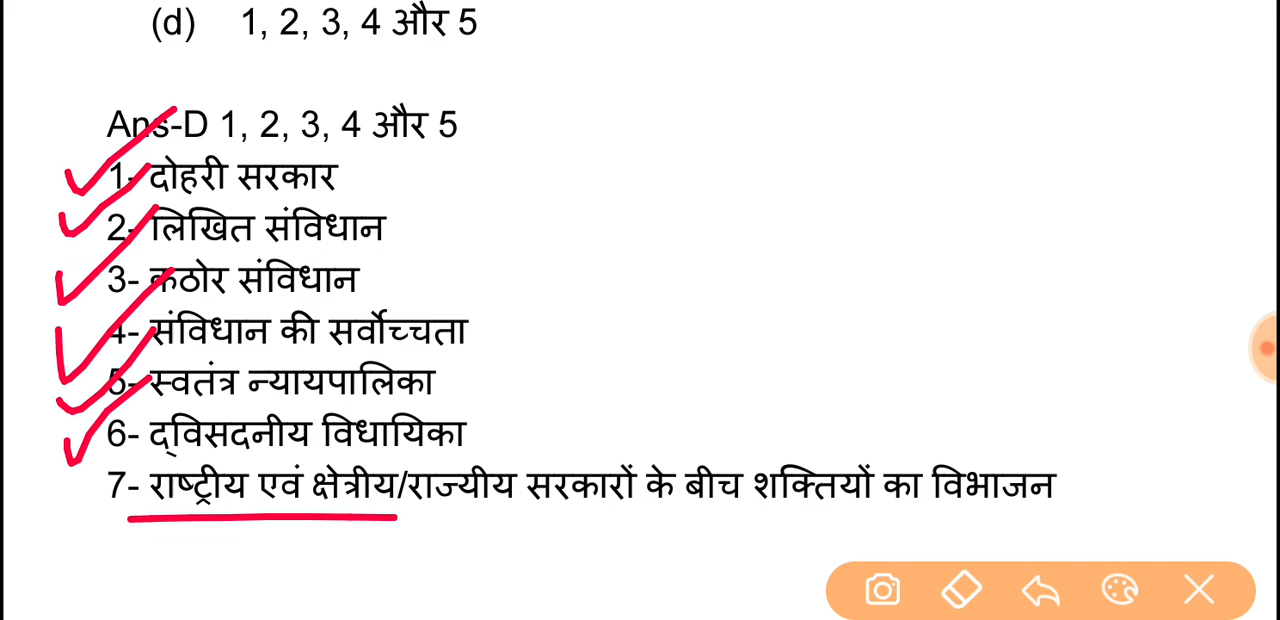 (d) 1, 2, 3, 4 और 5
Ans-D 1, 2, 3, 4 और 5
1- दोहरी सरकार
2- लिखित संविधान
3- कठोर संविधान
4- संविधान की सर्वोच्चता
5- स्वतंत्र न्यायपालिका
6- द्विसदनीय विधायिका
7- राष्ट्रीय एवं क्षेत्रीय/राज्यीय सरकारों के बीच शक्तियों का विभाजन